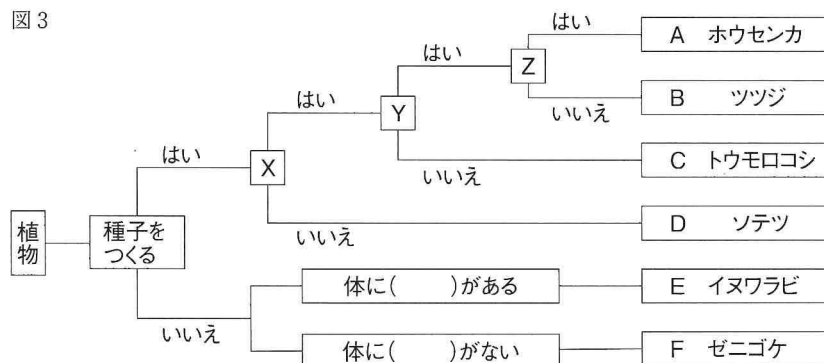 図3
はい
A ホウセンカ
はい
Z
はい
Y
いいえ
B ツツジ
はい
X
いいえ
C トウモロコシ
植物
種子を
つくる
いいえ
D ソテツ
いいえ
体に(　　)がある
E イヌワラビ
体に(　　)がない
F ゼニゴケ